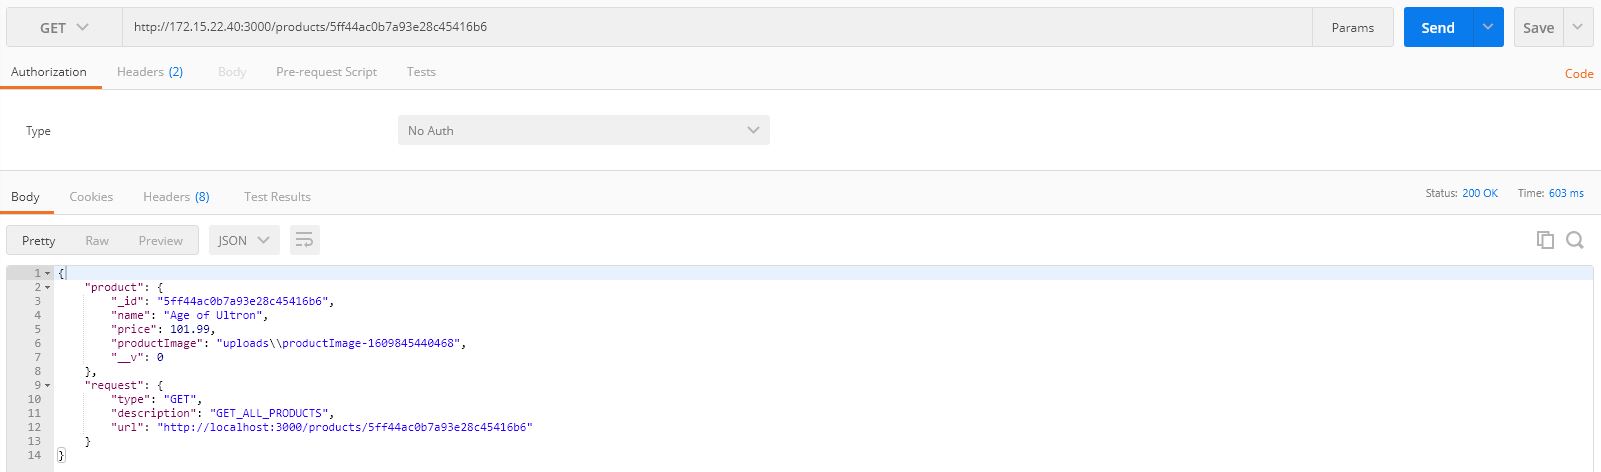 GET http://172.15.22.40:3000/products/5ff44ac0b7a93e28c45416b6 Params Send Save
Authorization Headers (2) Body Pre-request Script Tests Code
Type No Auth
Body Cookies Headers (8) Test Results Status: 200 OK Time: 603 ms
Pretty Raw Preview JSON
1 {
2 "product": {
3 "_id": "5ff44ac0b7a93e28c45416b6",
4 "name": "Age of Ultron",
5 "price": 101.99,
6 "productImage": "uploads\\productImage-1609845440468",
7 "__v": 0
8 },
9 "request": {
10 "type": "GET",
11 "description": "GET_ALL_PRODUCTS",
12 "url": "http://localhost:3000/products/5ff44ac0b7a93e28c45416b6"
13 }
14 }